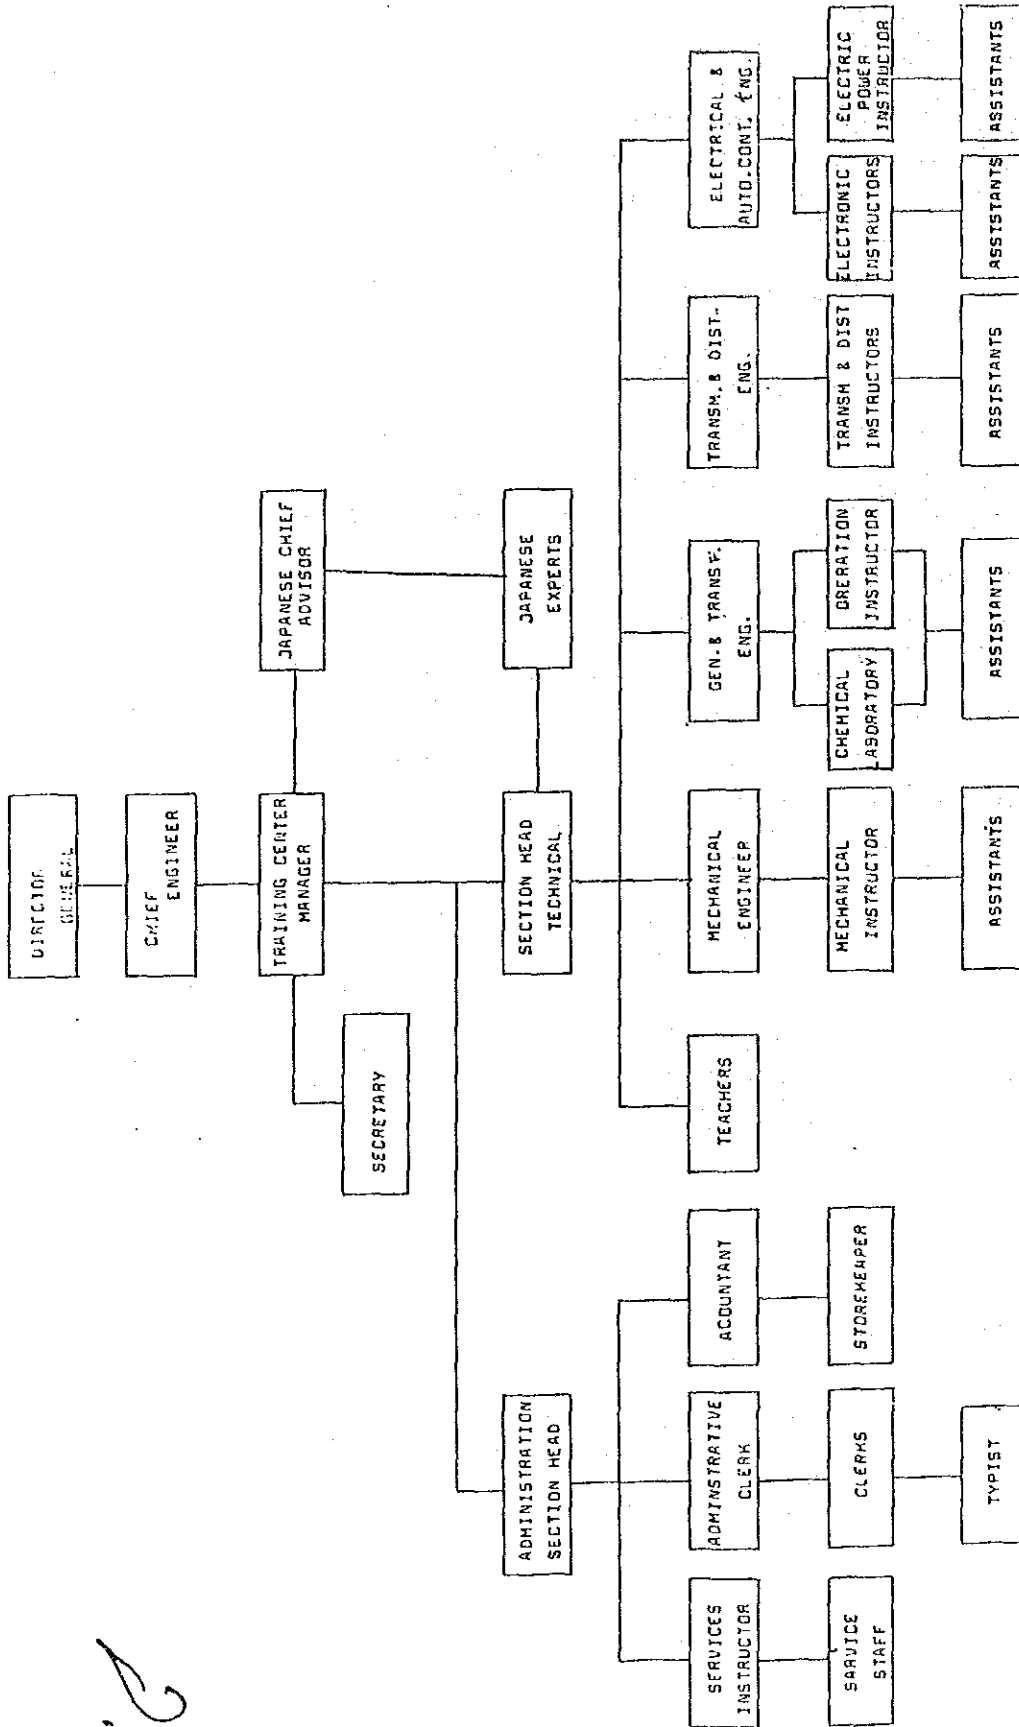 DIRECTOR
GENERAL
CHIEF
ENGINEER
TRAINING CENTER
MANAGER
JAPANESE CHIEF
ADVISOR
SECRETARY
ADMINISTRATION
SECTION HEAD
SECTION HEAD
TECHNICAL
JAPANESE
EXPERTS
SERVICES
INSTRUCTOR
ADMINSTRATIVE
CLERK
ACOUNTANT
TEACHERS
MECHANICAL
ENGINEER
GEN.& TRANSF.
ENG.
TRANSM.& DIST.
ENG.
ELECTRICAL &
AUTO.CONT. ENG.
SARVICE
STAFF
CLERKS
STOREKEAPER
MECHANICAL
INSTRUCTOR
CHEMICAL
LABORATORY
ORERATION
INSTRUCTOR
TRANSM & DIST
INSTRUCTORS
ELECTRONIC
INSTRUCTORS
ELECTRIC
POWER
INSTRUCTOR
TYPIST
ASSISTANTS
ASSISTANTS
ASSISTANTS
ASSISTANTS
ASSISTANTS